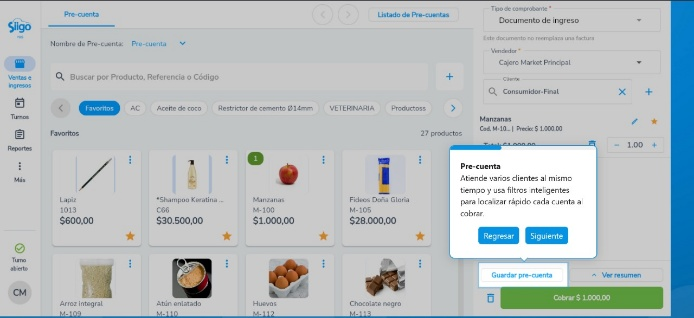 Siigo
Ventas e
ingresos
Turnos
Reportes
Más
Turno
abierto
CM
Pre-cuenta
Listado de Pre-cuentas
Nombre de Pre-cuenta: Pre-cuenta
Buscar por Producto, Referencia o Código
+
Favoritos
AC
Aceite de coco
Restrictor de cemento Ø14mm
VETERINARIA
Productoss
Favoritos
27 productos
Lapiz
1013
$600,00
*Shampoo Keratina ...
C66
$30.500,00
1
Manzanas
M-100
$1.000,00
Fideos Doña Gloria
M-105
$28.000,00
Arroz integral
M-109
Atún enlatado
M-110
Huevos
M-112
Chocolate negro
M-113
Tipo de comprobante *
Documento de ingreso
Este documento no reemplaza una factura
Vendedor *
Cajero Market Principal
Cliente
Consumidor-Final
+
Manzanas
Cod. M-10... | Precio: $ 1.000,00
Total: $1.000,00
− 1.00 +
Pre-cuenta
Atiende varios clientes al mismo
tiempo y usa filtros inteligentes
para localizar rápido cada cuenta al
cobrar.
Regresar
Siguiente
Guardar pre-cuenta
Ver resumen
Cobrar $ 1.000,00